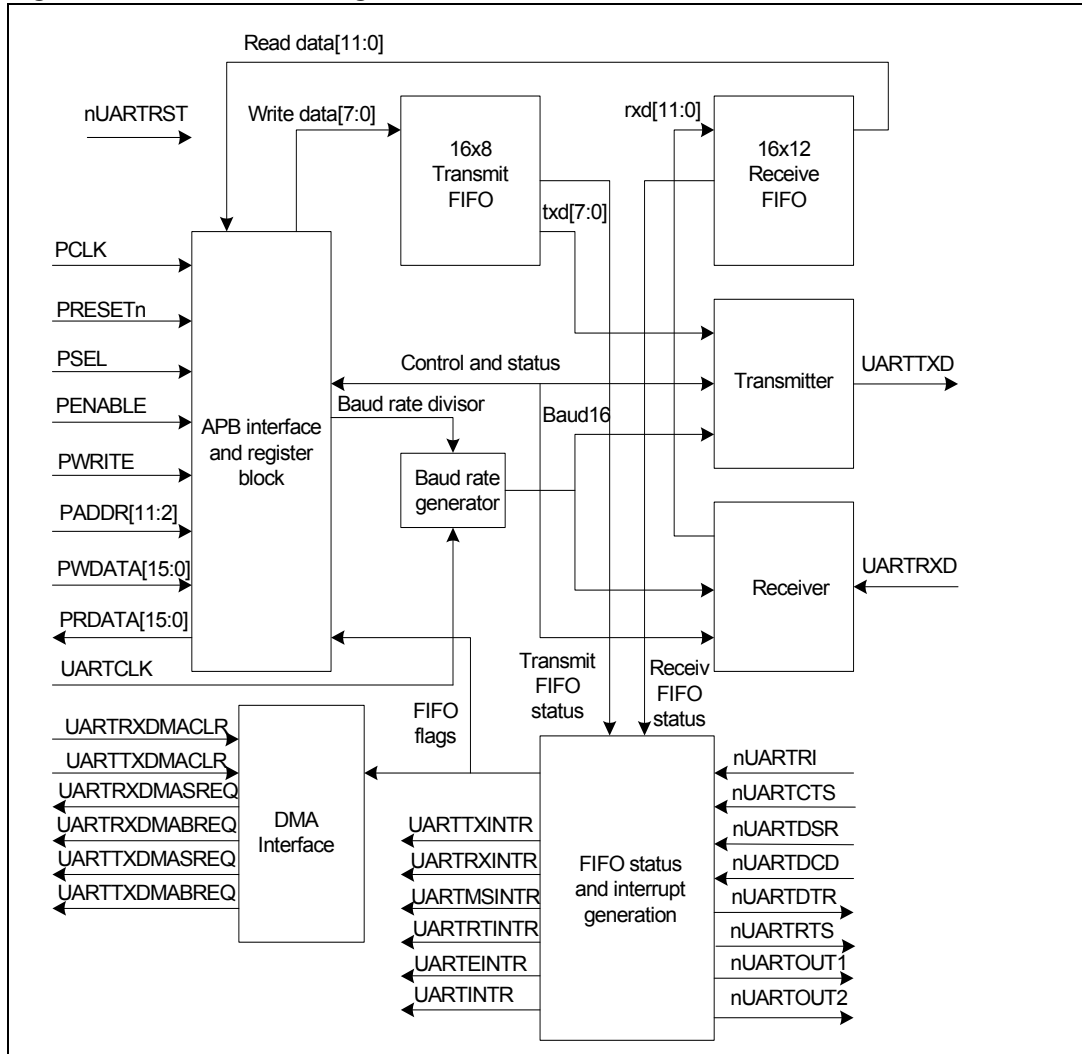 Read data[11:0]
nUARTRST
Write data[7:0]
rxd[11:0]
16x8
Transmit
FIFO
16x12
Receive
FIFO
txd[7:0]
PCLK
PRESETn
PSEL
PENABLE
PWRITE
PADDR[11:2]
PWDATA[15:0]
PRDATA[15:0]
UARTCLK
APB interface
and register
block
Control and status
Baud rate divisor
Baud16
Baud rate
generator
Transmitter
UARTTXD
Receiver
UARTRXD
Transmit
FIFO
status
Receiv
FIFO
status
FIFO
flags
UARTRXDMACLR
UARTTXDMACLR
UARTRXDMASREQ
UARTRXDMABREQ
UARTTXDMASREQ
UARTTXDMABREQ
DMA
Interface
UARTTXINTR
UARTRXINTR
UARTMSINTR
UARTRTINTR
UARTEINTR
UARTINTR
FIFO status
and interrupt
generation
nUARTRI
nUARTCTS
nUARTDSR
nUARTDCD
nUARTDTR
nUARTRTS
nUARTOUT1
nUARTOUT2